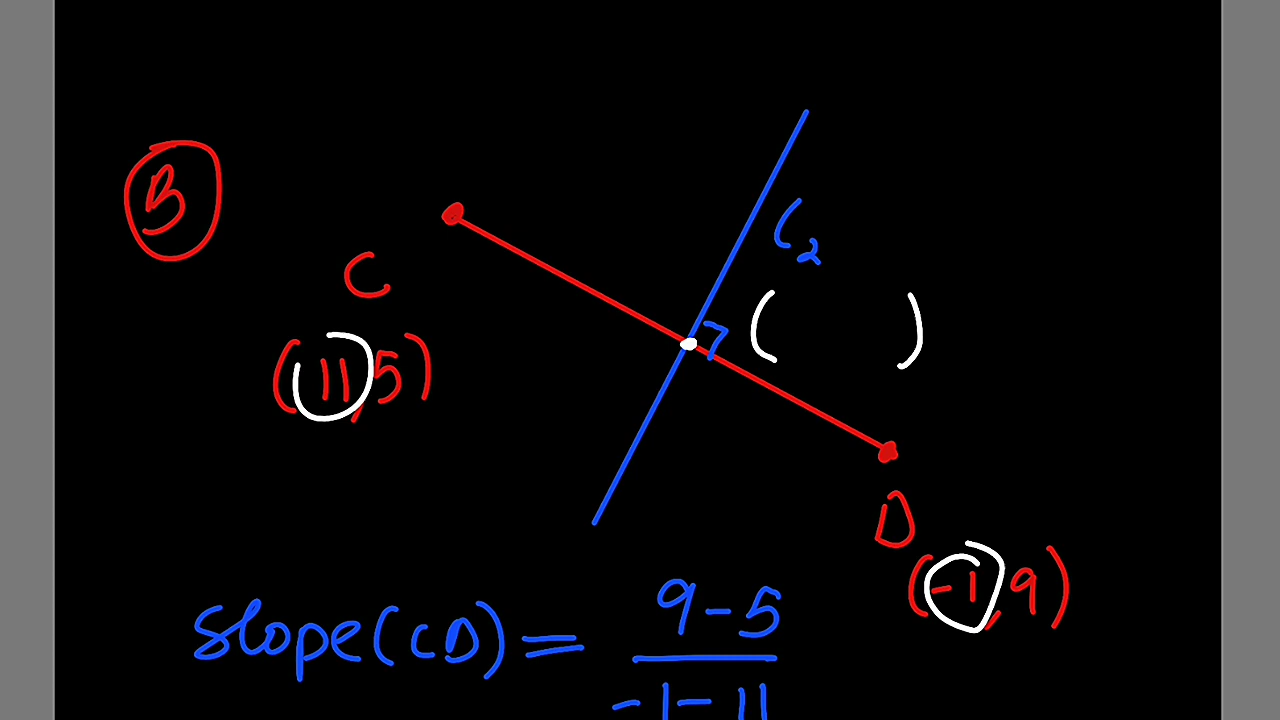 B
L2
C
(11,5)
( )
D
(-1,9)
slope(CD) = 9-5
-1-11